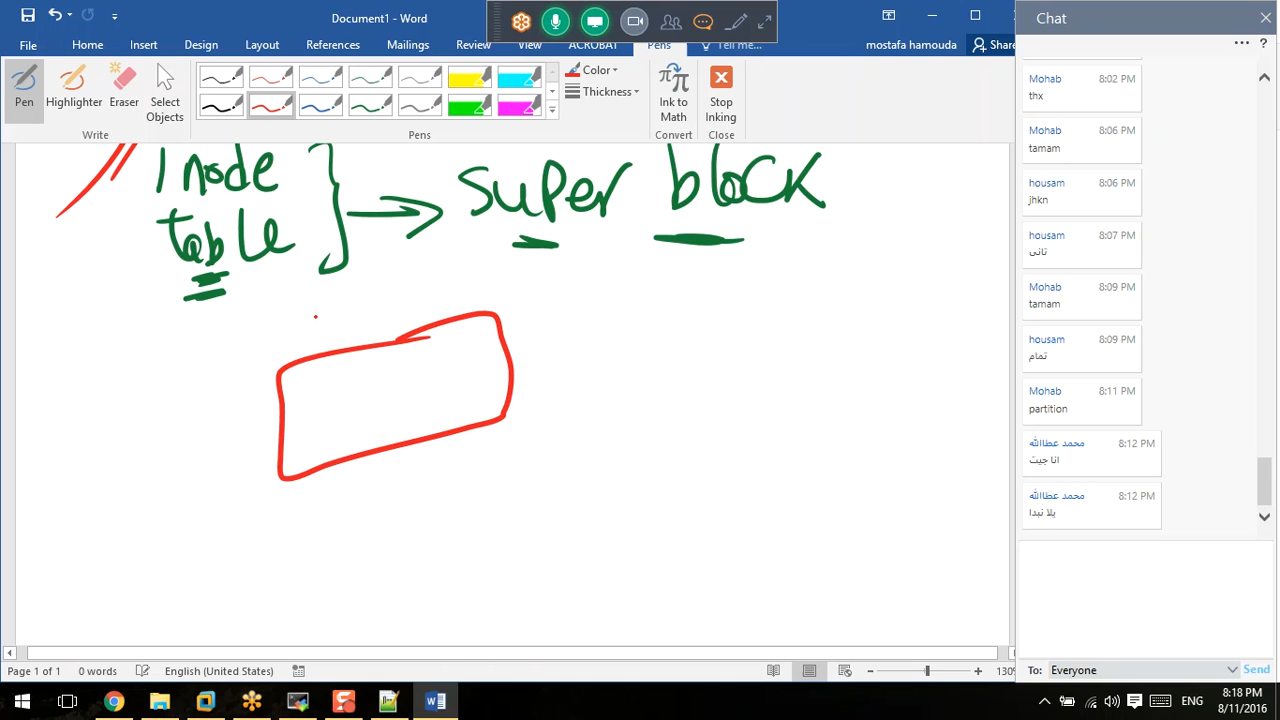 Document1 - Word
mostafa hamouda
Share
File Home Insert Design Layout References Mailings Review View ACROBAT Pens Tell me...
Pen
Highlighter
Eraser
Select Objects
Write
Pens
Color
Thickness
Ink to Math
Convert
Stop Inking
Close
inode
table
super block
Page 1 of 1 0 words English (United States) 130%
Chat
Mohab 8:02 PM
thx
Mohab 8:06 PM
tamam
housam 8:06 PM
jhkn
housam 8:07 PM
تانى
Mohab 8:09 PM
tamam
housam 8:09 PM
تمام
Mohab 8:11 PM
partition
محمد عطاالله 8:12 PM
انا جيت
محمد عطاالله 8:12 PM
يلا نبدا
To: Everyone Send
ENG
8:18 PM
8/11/2016